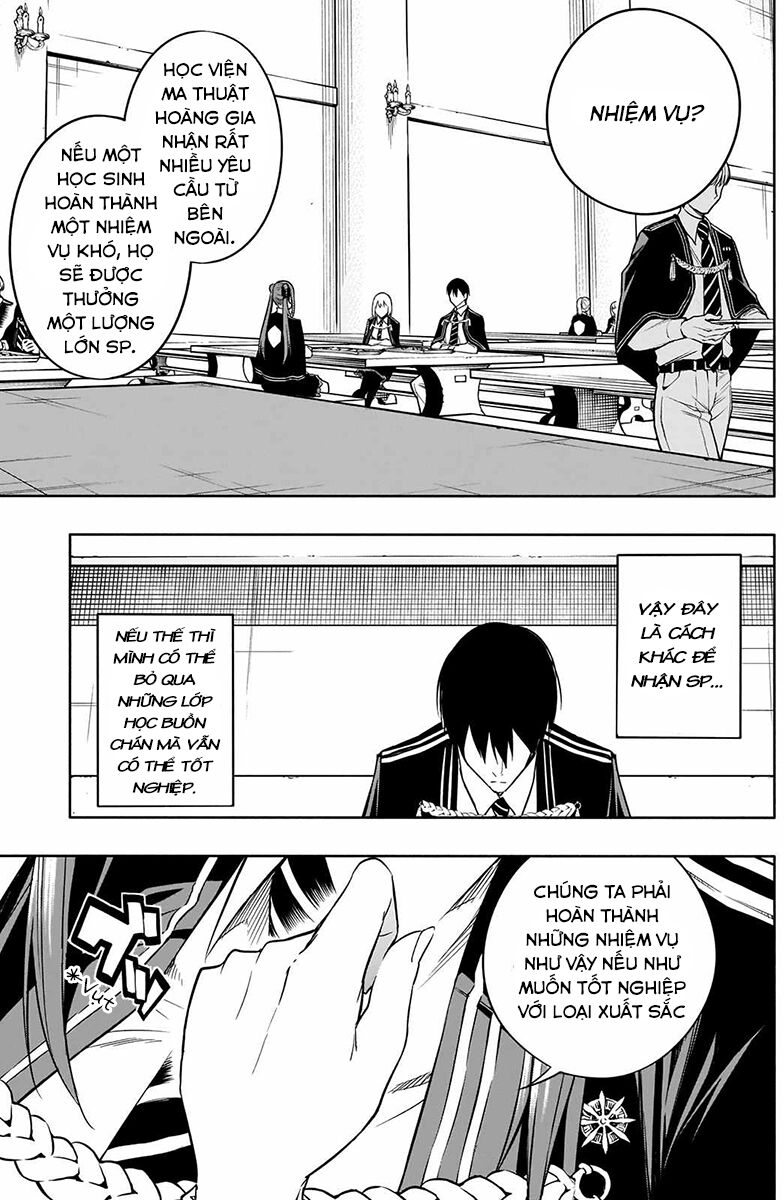 NHIỆM VỤ?
HỌC VIỆN
MA THUẬT
HOÀNG GIA
NHẬN RẤT
NHIỀU YÊU
CẦU TỪ
BÊN
NGOÀI.
NẾU MỘT
HỌC SINH
HOÀN THÀNH
MỘT NHIỆM
VỤ KHÓ, HỌ
SẼ ĐƯỢC
THƯỞNG
MỘT LƯỢNG
LỚN SP.
VẬY ĐÂY
LÀ CÁCH
KHÁC ĐỂ
NHẬN SP...
NẾU THẾ THÌ
MÌNH CÓ THỂ
BỎ QUA
NHỮNG LỚP
HỌC BUỒN
CHÁN MÀ VẪN
CÓ THỂ TỐT
NGHIỆP.
CHÚNG TA PHẢI
HOÀN THÀNH
NHỮNG NHIỆM VỤ
NHƯ VẬY NẾU NHƯ
MUỐN TỐT NGHIỆP
VỚI LOẠI XUẤT SẮC
*Vụt